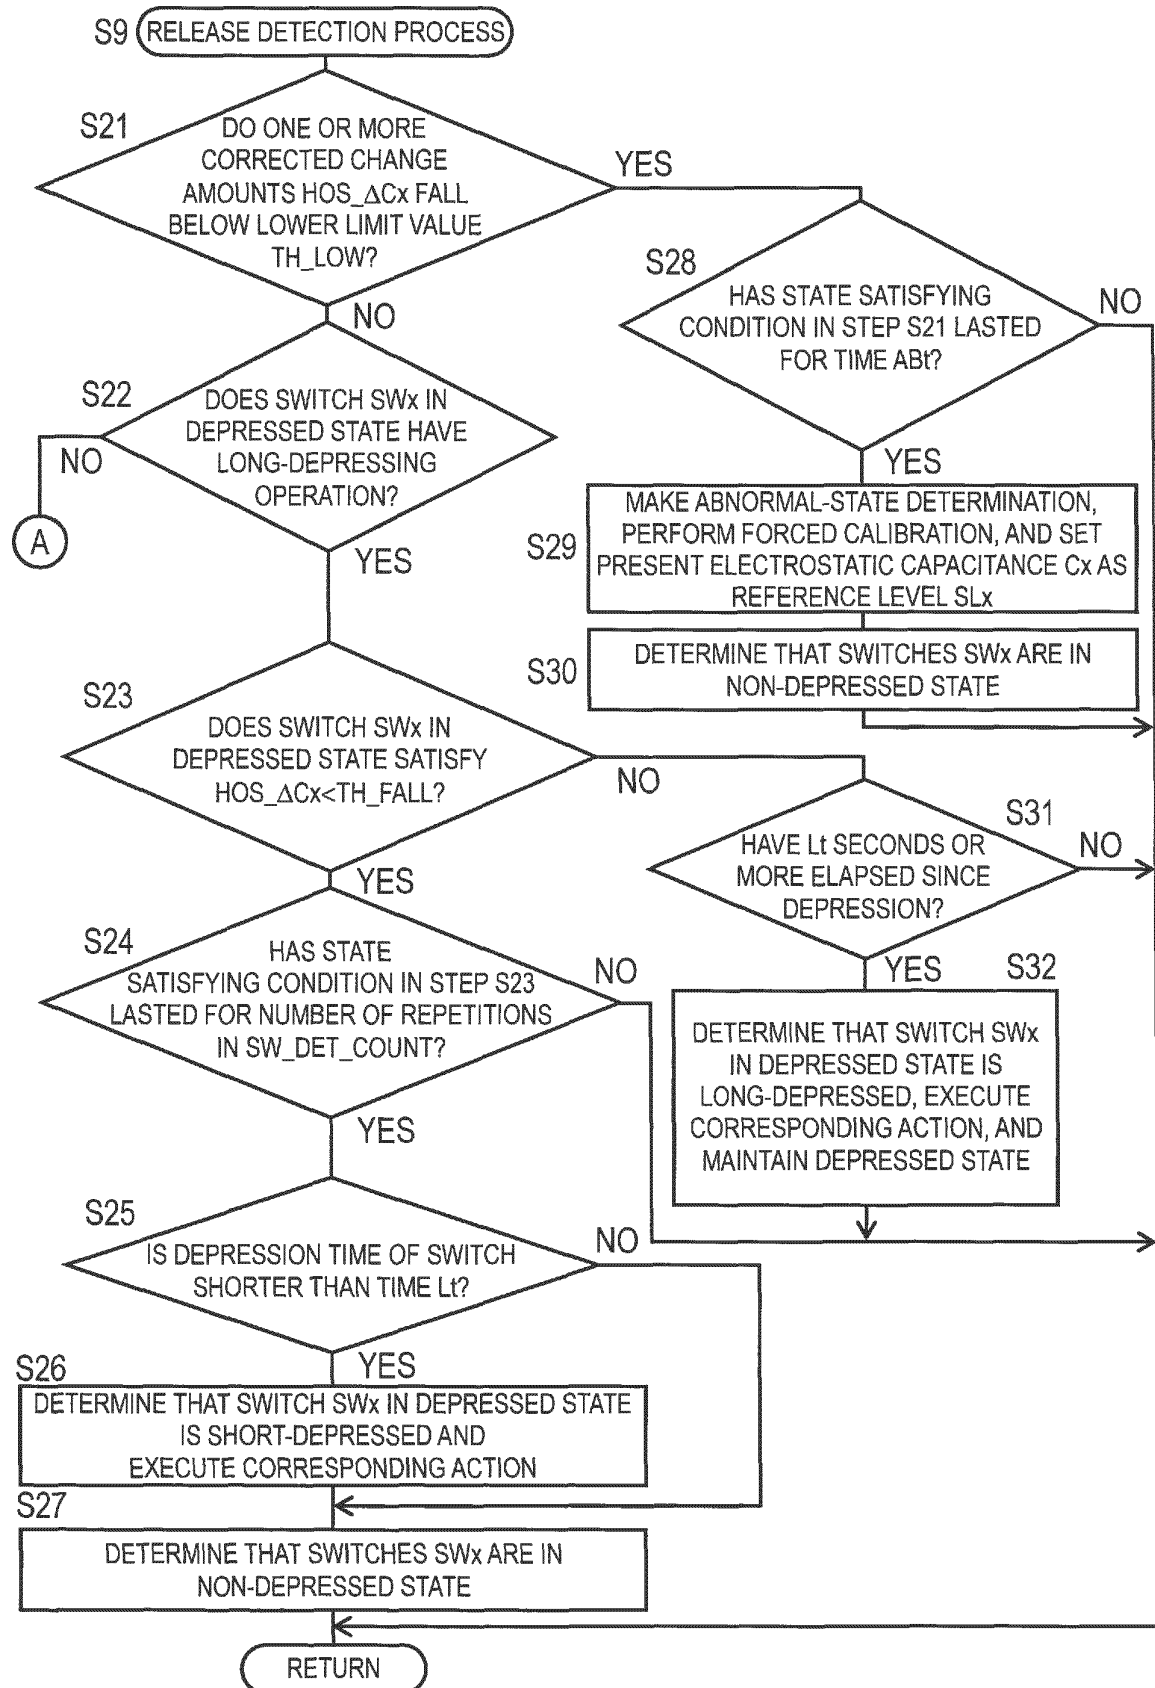 S9
RELEASE DETECTION PROCESS
S21
DO ONE OR MORE
CORRECTED CHANGE
AMOUNTS HOS_ΔCx FALL
BELOW LOWER LIMIT VALUE
TH_LOW?
YES
NO
S28
HAS STATE SATISFYING
CONDITION IN STEP S21 LASTED
FOR TIME ABt?
NO
YES
S22
DOES SWITCH SWx IN
DEPRESSED STATE HAVE
LONG-DEPRESSING
OPERATION?
NO
A
YES
S29
MAKE ABNORMAL-STATE DETERMINATION,
PERFORM FORCED CALIBRATION, AND SET
PRESENT ELECTROSTATIC CAPACITANCE Cx AS
REFERENCE LEVEL SLx
S30
DETERMINE THAT SWITCHES SWx ARE IN
NON-DEPRESSED STATE
S23
DOES SWITCH SWx IN
DEPRESSED STATE SATISFY
HOS_ΔCx<TH_FALL?
NO
YES
S31
HAVE Lt SECONDS OR
MORE ELAPSED SINCE
DEPRESSION?
NO
YES
S24
HAS STATE
SATISFYING CONDITION IN STEP S23
LASTED FOR NUMBER OF REPETITIONS
IN SW_DET_COUNT?
NO
YES
S32
DETERMINE THAT SWITCH SWx
IN DEPRESSED STATE IS
LONG-DEPRESSED, EXECUTE
CORRESPONDING ACTION, AND
MAINTAIN DEPRESSED STATE
S25
IS DEPRESSION TIME OF SWITCH
SHORTER THAN TIME Lt?
NO
YES
S26
DETERMINE THAT SWITCH SWx IN DEPRESSED STATE
IS SHORT-DEPRESSED AND
EXECUTE CORRESPONDING ACTION
S27
DETERMINE THAT SWITCHES SWx ARE IN
NON-DEPRESSED STATE
RETURN